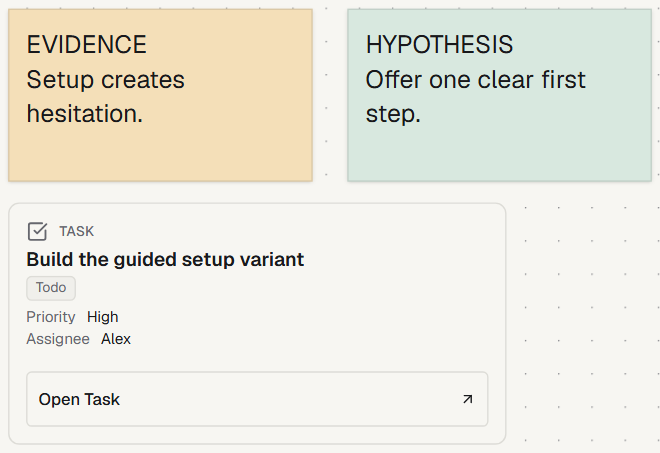 EVIDENCE
Setup creates
hesitation.
HYPOTHESIS
Offer one clear first
step.
TASK
Build the guided setup variant
Todo
Priority High
Assignee Alex
Open Task